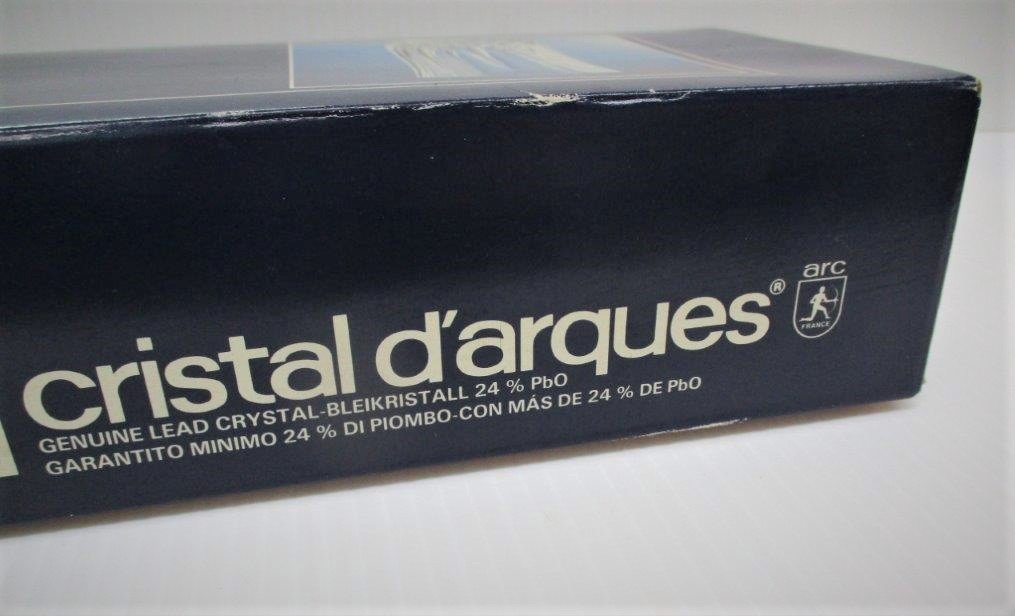 arc
FRANCE
cristal d'arques®
GENUINE LEAD CRYSTAL-BLEIKRISTALL 24 % PbO
GARANTITO MINIMO 24 % DI PIOMBO-CON MÁS DE 24 % DE PbO